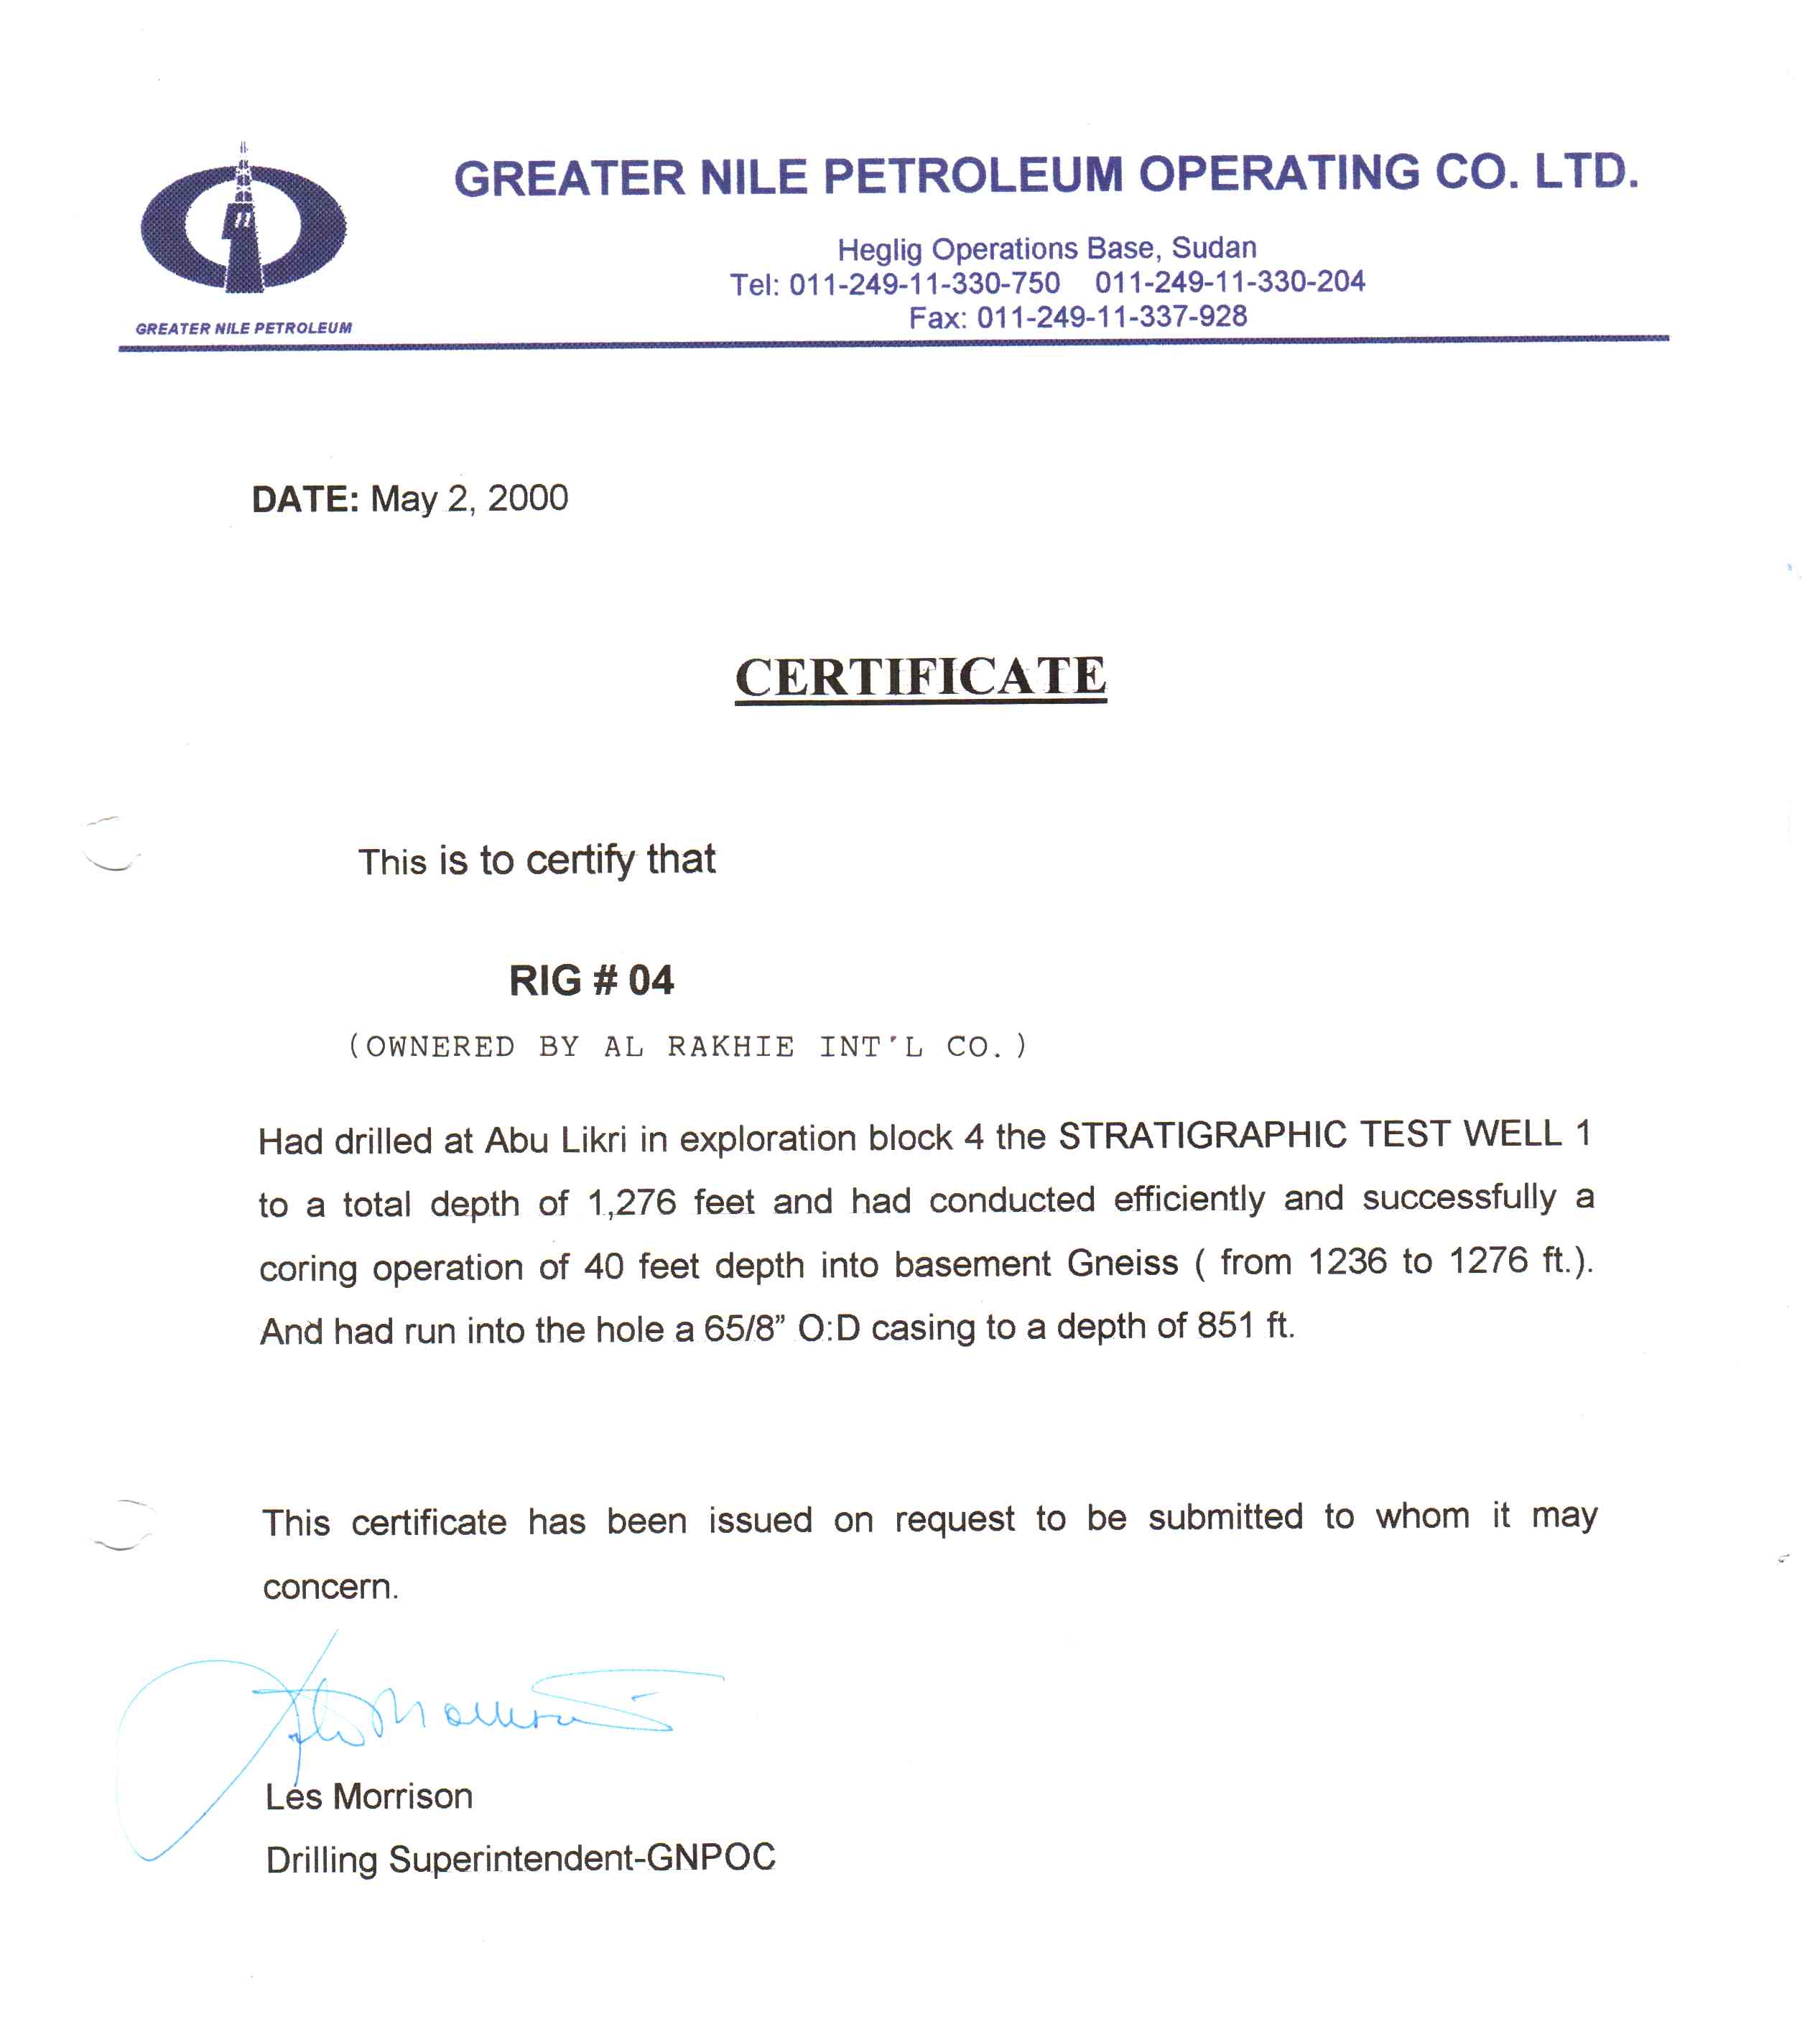 GREATER NILE PETROLEUM OPERATING CO. LTD.
Heglig Operations Base, Sudan
Tel: 011-249-11-330-750 011-249-11-330-204
Fax: 011-249-11-337-928
GREATER NILE PETROLEUM
DATE: May 2, 2000
CERTIFICATE
This is to certify that
RIG # 04
(OWNERED BY AL RAKHIE INT'L CO.)
Had drilled at Abu Likri in exploration block 4 the STRATIGRAPHIC TEST WELL 1
to a total depth of 1,276 feet and had conducted efficiently and successfully a
coring operation of 40 feet depth into basement Gneiss ( from 1236 to 1276 ft.).
And had run into the hole a 65/8” O:D casing to a depth of 851 ft.
This certificate has been issued on request to be submitted to whom it may
concern.
Les Morrison
Drilling Superintendent-GNPOC